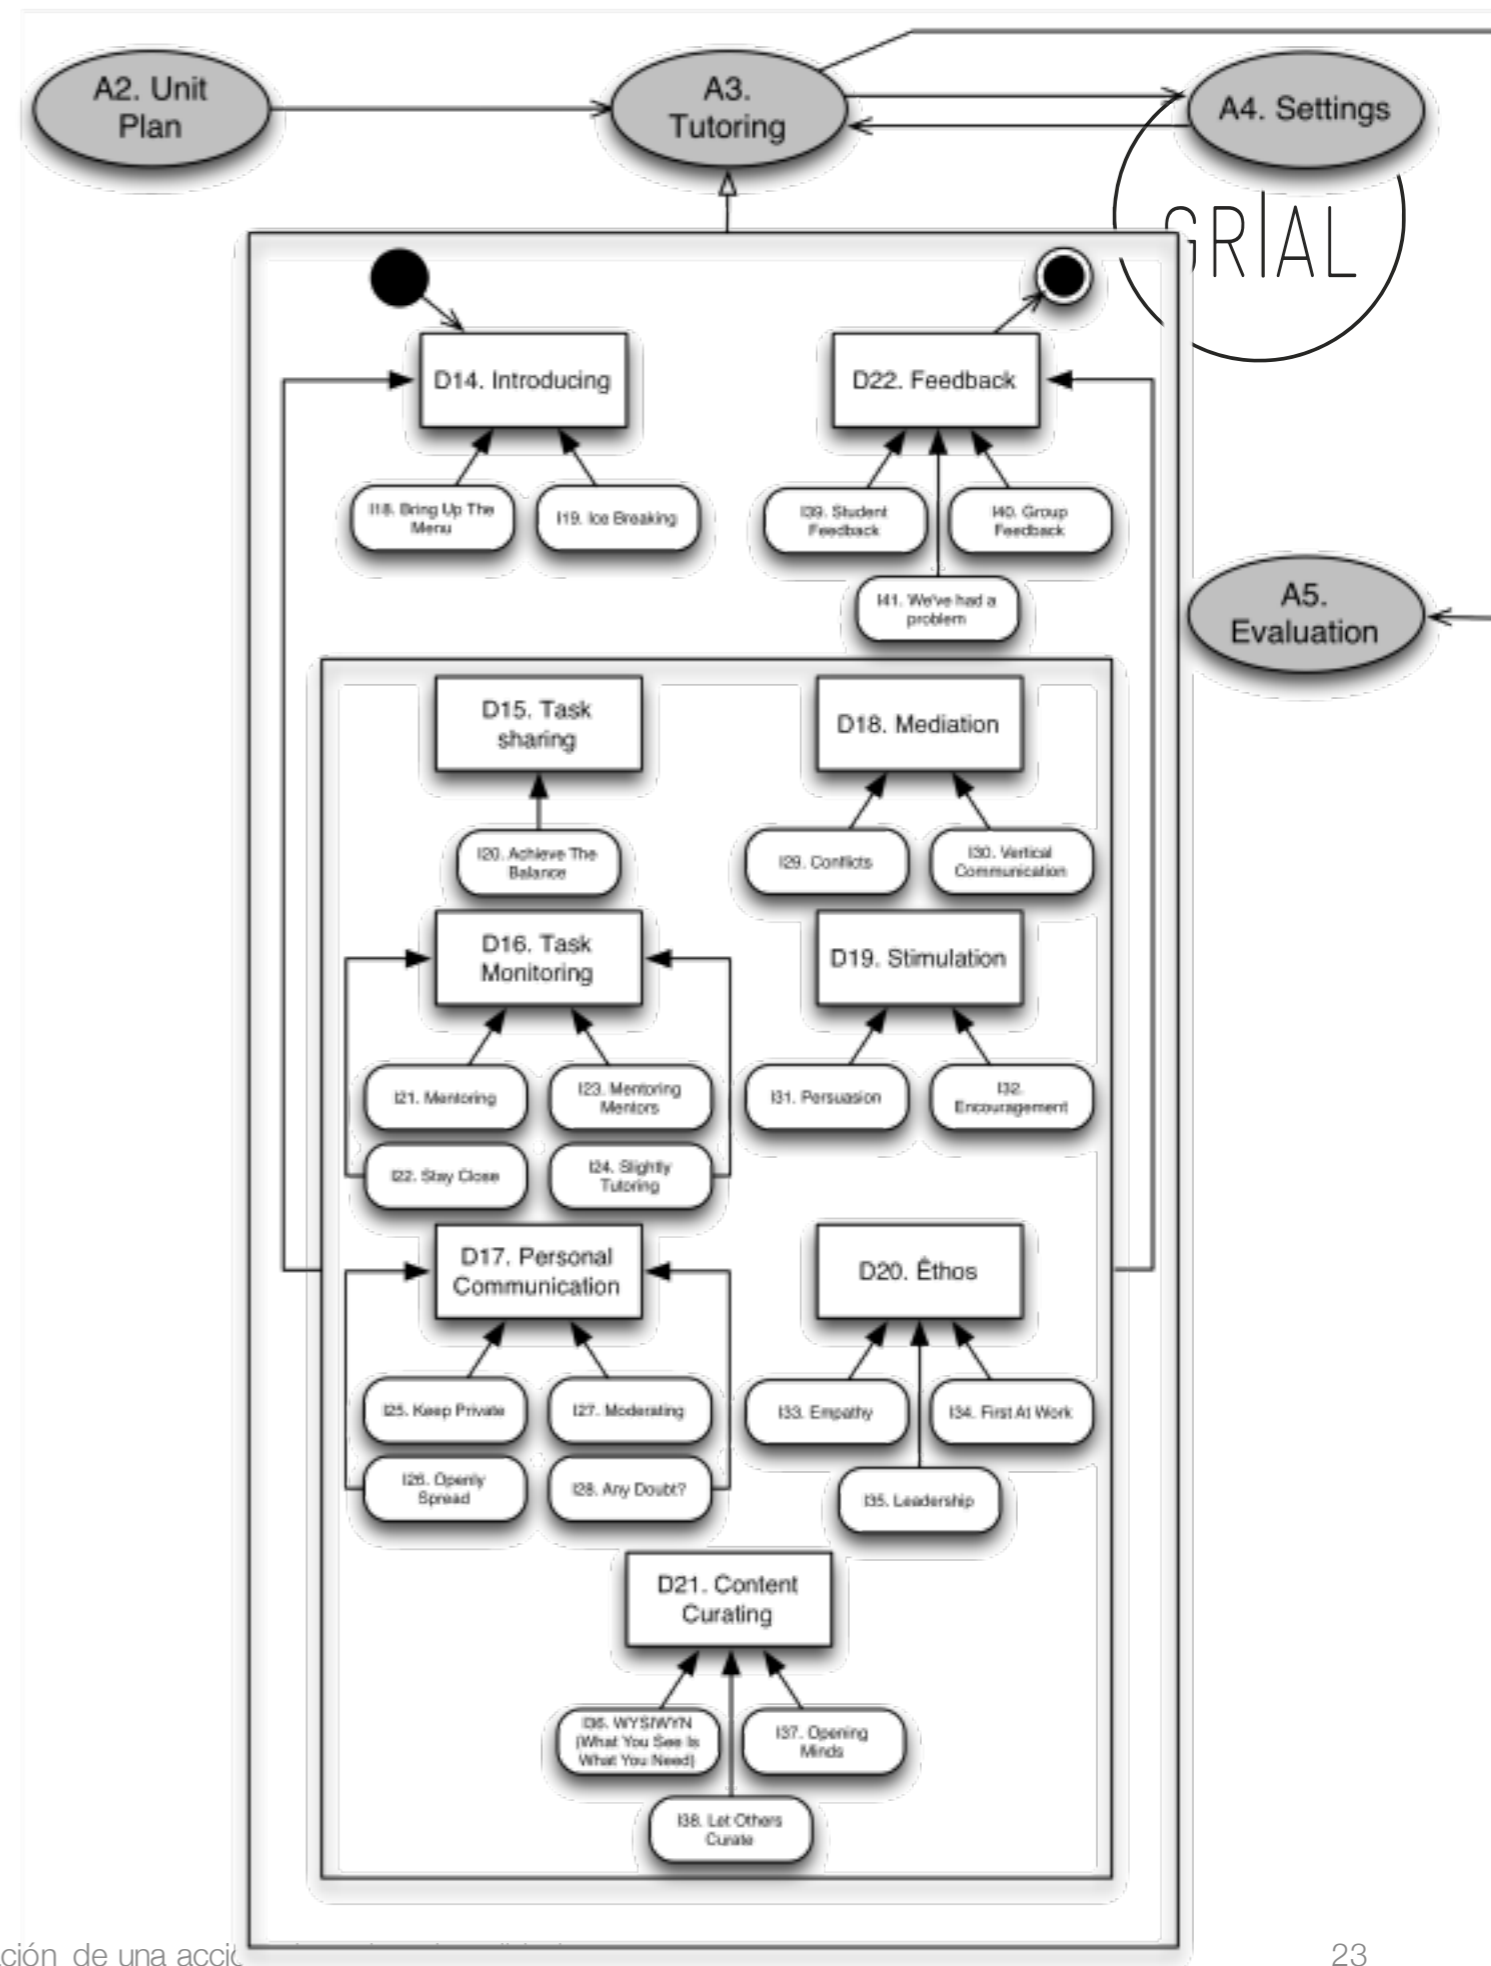 A2. Unit
Plan
A3.
Tutoring
A4. Settings
GRIAL
D14. Introducing
D22. Feedback
I18. Bring Up The
Menu
I19. Ice Breaking
I39. Student
Feedback
I40. Group
Feedback
I41. We've had a
problem
A5.
Evaluation
D15. Task
sharing
D18. Mediation
I20. Achieve The
Balance
I29. Conflicts
I30. Vertical
Communication
D16. Task
Monitoring
D19. Stimulation
I21. Mentoring
I23. Mentoring
Mentors
I31. Persuasion
I32.
Encouragement
I22. Stay Close
I24. Slightly
Tutoring
D17. Personal
Communication
D20. Êthos
I25. Keep Private
I27. Moderating
I33. Empathy
I34. First At Work
I26. Openly
Spread
I28. Any Doubt?
I35. Leadership
D21. Content
Curating
I36. WYSIWYN
(What You See Is
What You Need)
I37. Opening
Minds
I38. Let Others
Curate
ción de una acció
23